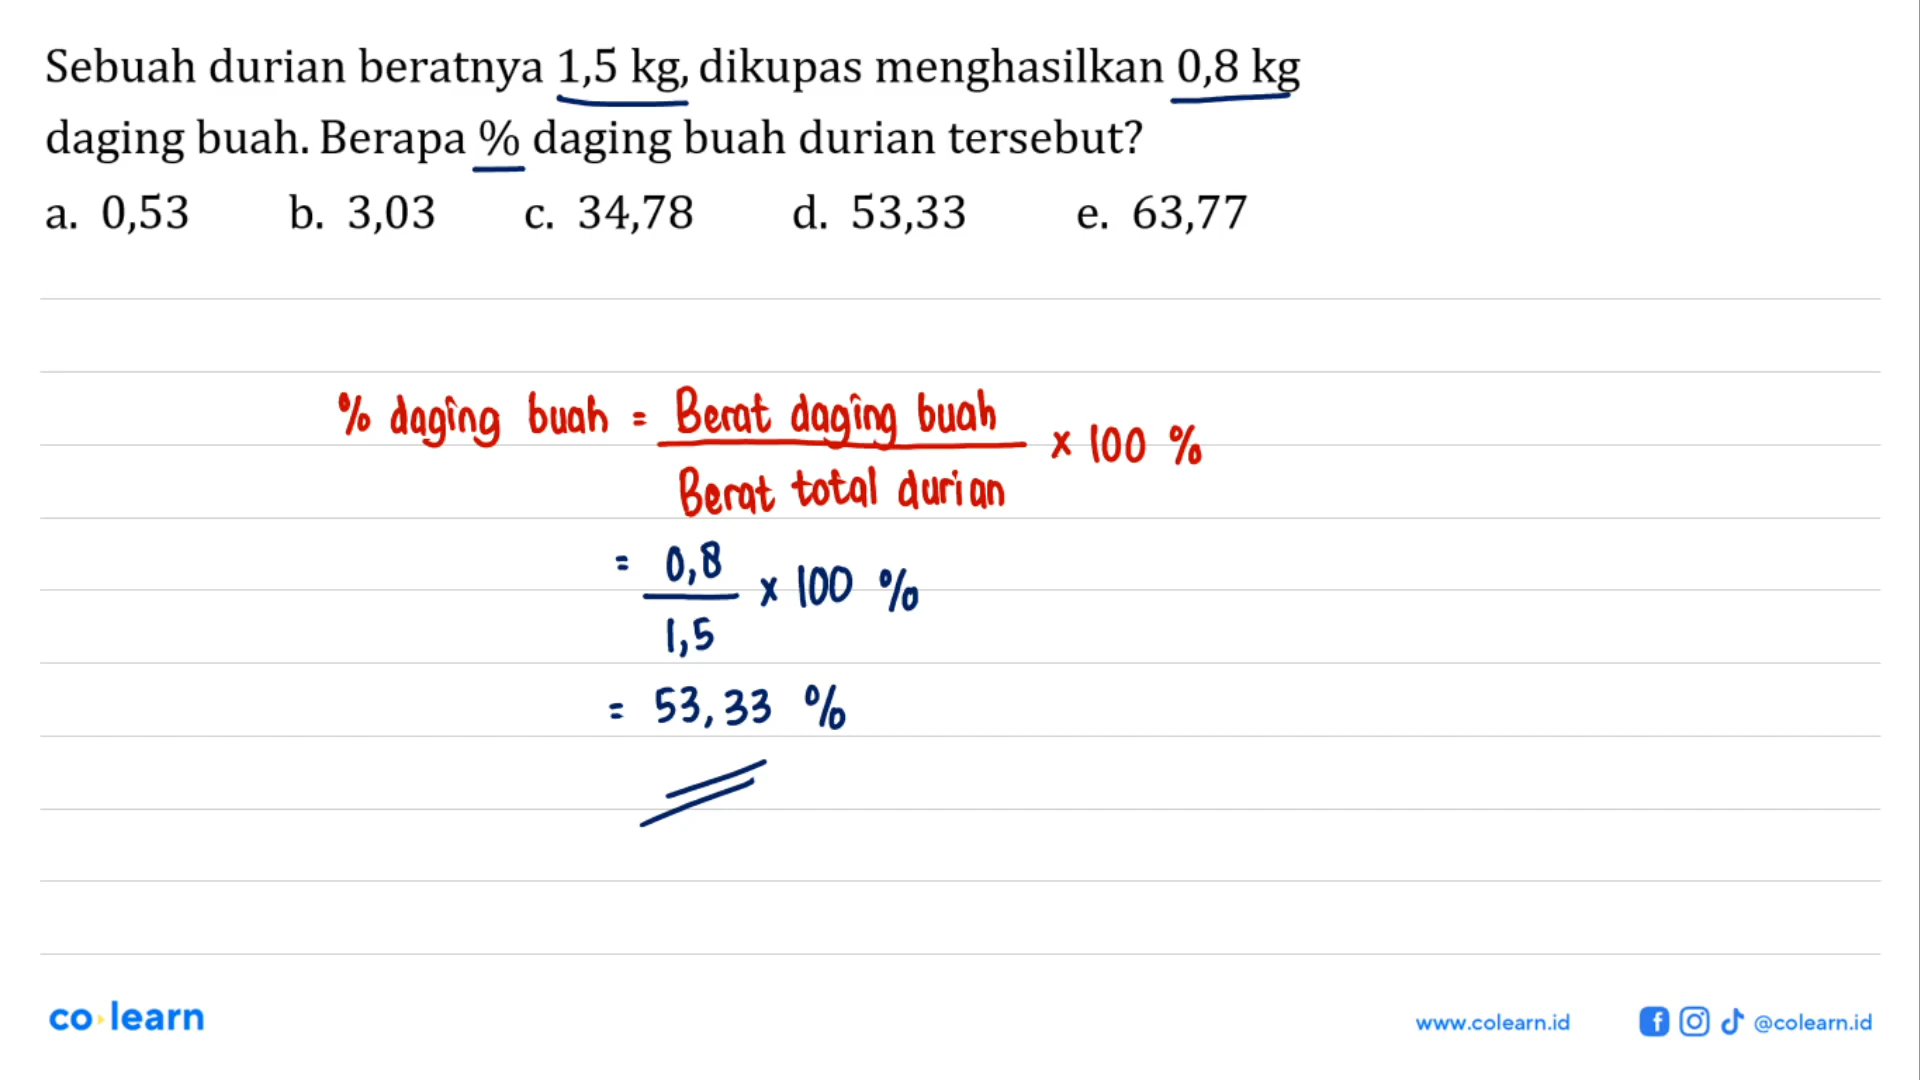 Sebuah durian beratnya 1,5 kg, dikupas menghasilkan 0,8 kg
daging buah. Berapa % daging buah durian tersebut?
a. 0,53 b. 3,03 c. 34,78 d. 53,33 e. 63,77
% daging buah = Berat daging buah
× 100 %
Berat total durian
= 0,8
× 100 %
1,5
= 53,33 %
co learn
www.colearn.id @colearn.id